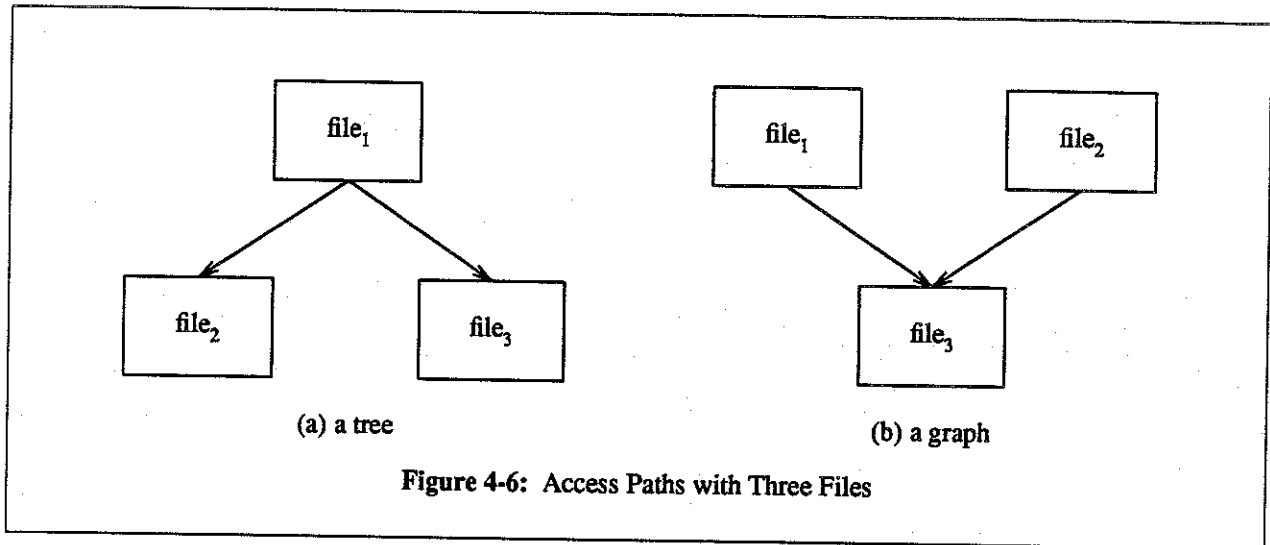 file₁
file₂
file₃
(a) a tree
file₁
file₂
file₃
(b) a graph
Figure 4-6: Access Paths with Three Files